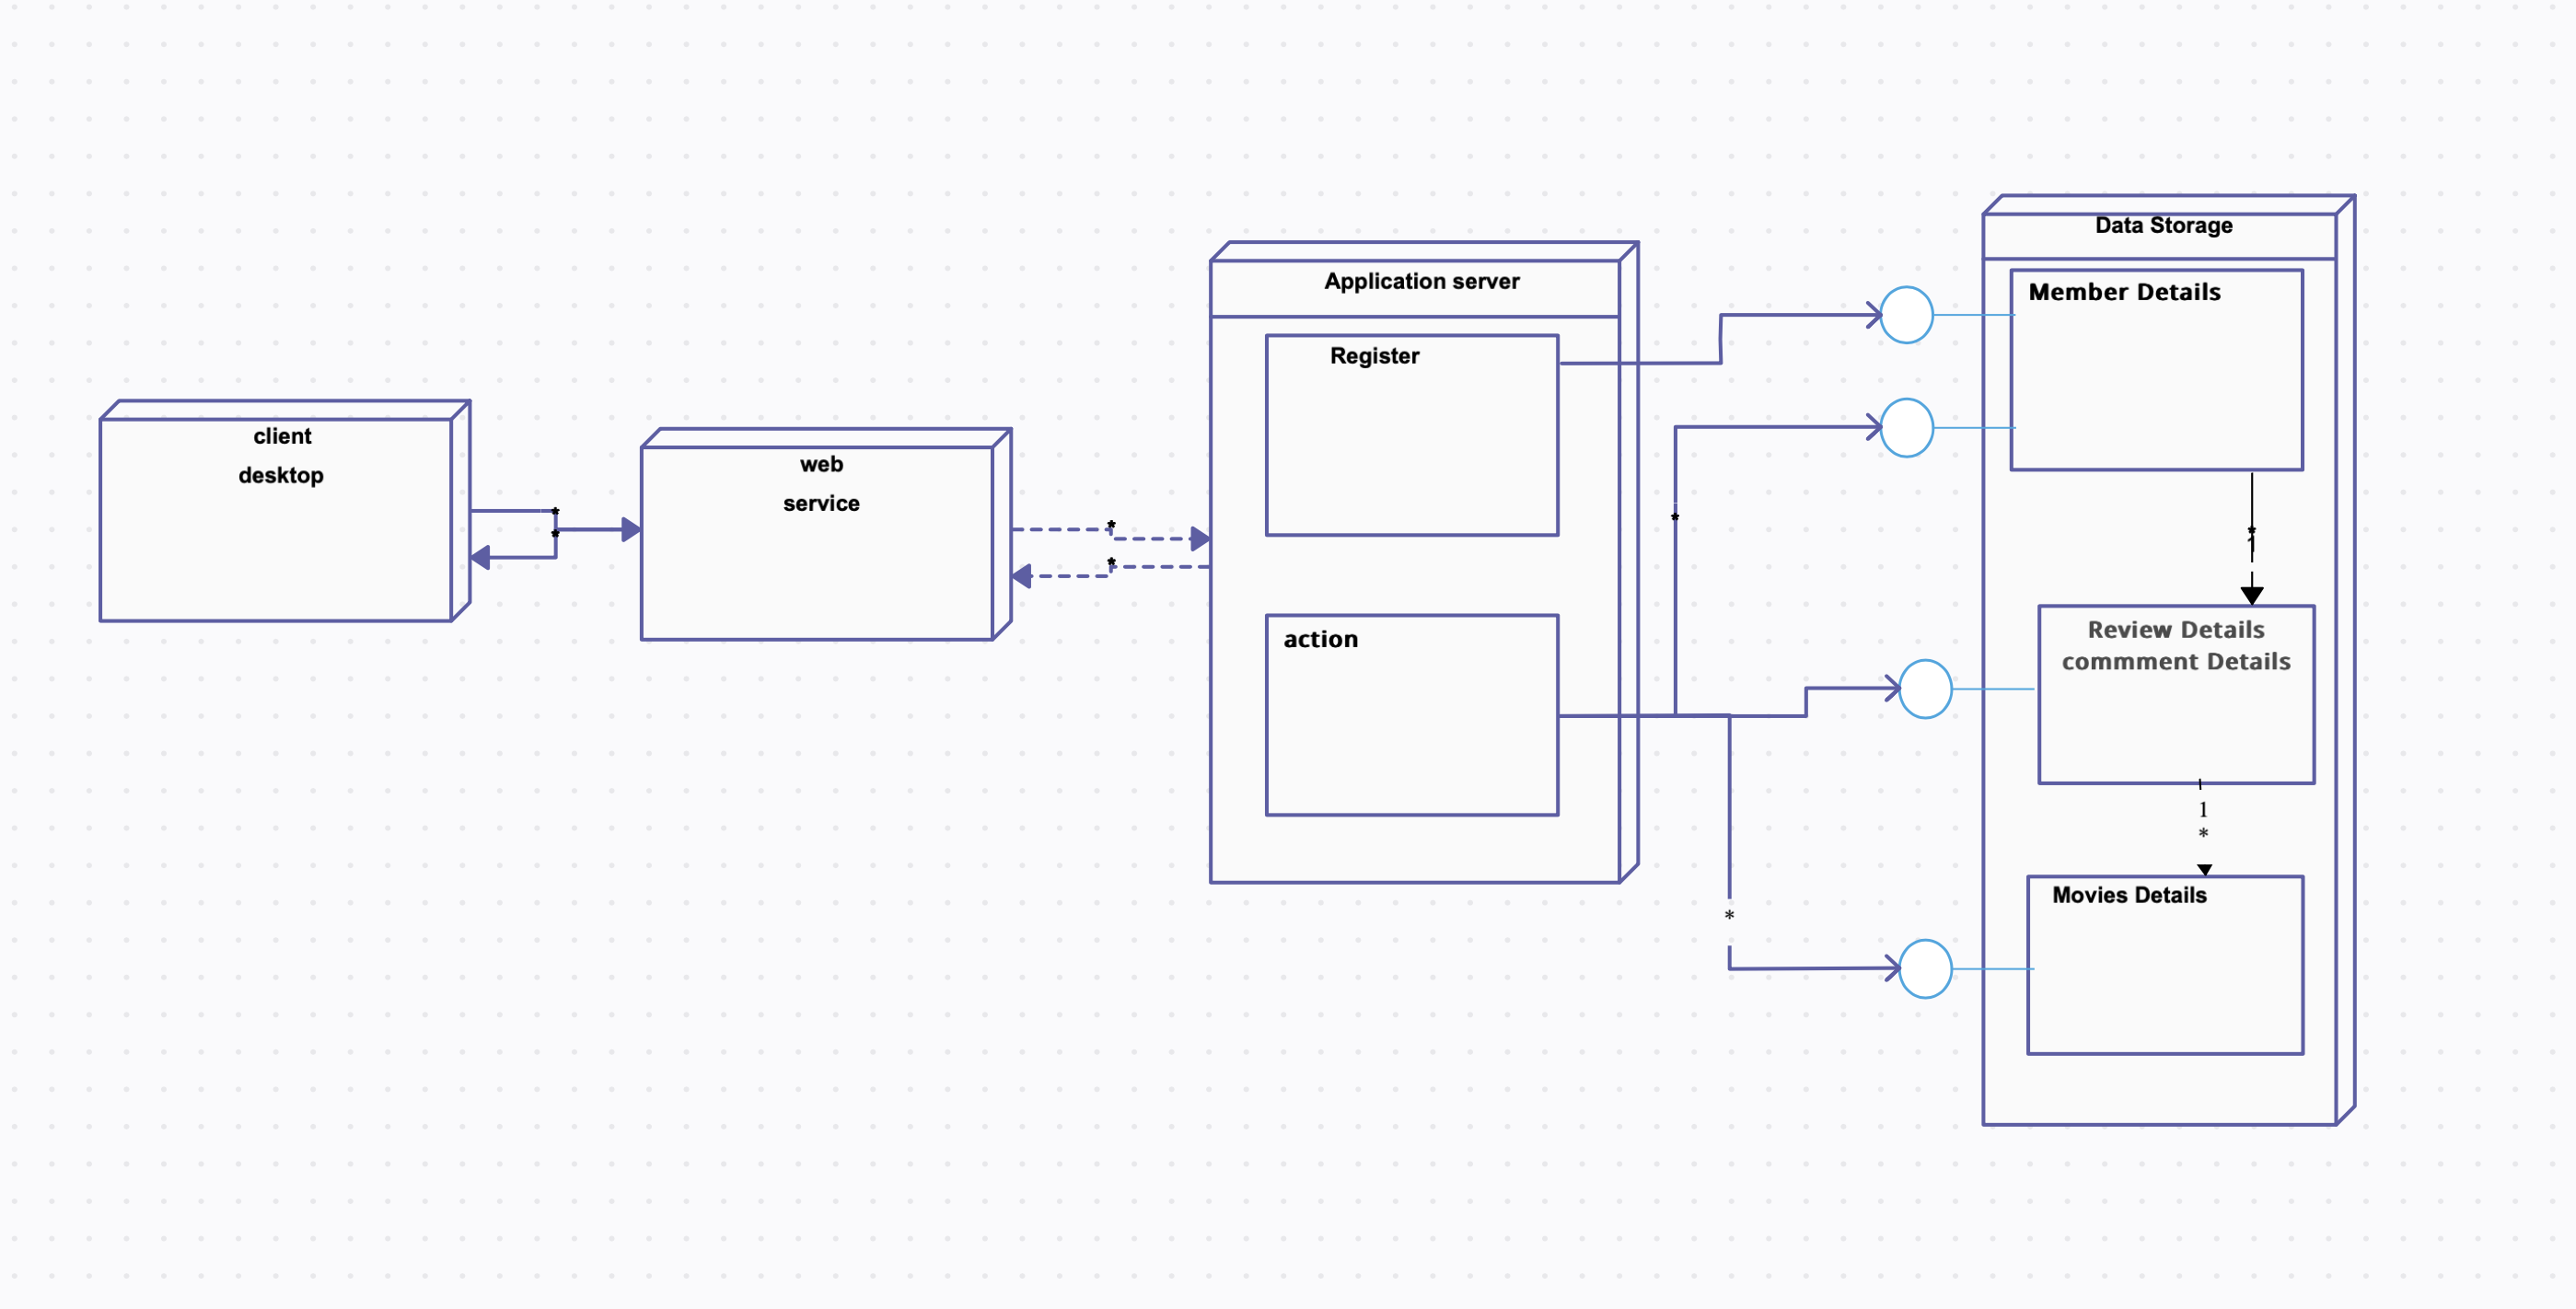 client
desktop
*
*
web
service
*
*
Application server
Register
action
*
*
Data Storage
Member Details
*
1
Review Details
commment Details
1
*
Movies Details